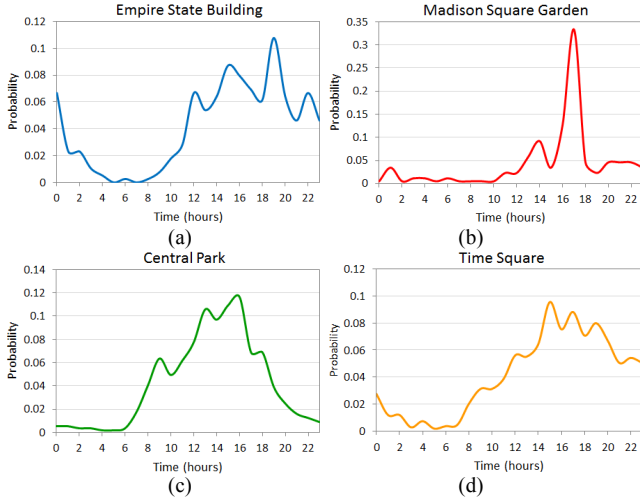 Empire State Building
0.12
0.1
0.08
0.06
0.04
0.02
0
Probability
0 2 4 6 8 10 12 14 16 18 20 22
Time (hours)
(a)
Madison Square Garden
0.35
0.3
0.25
0.2
0.15
0.1
0.05
0
Probability
0 2 4 6 8 10 12 14 16 18 20 22
Time (hours)
(b)
Central Park
0.14
0.12
0.1
0.08
0.06
0.04
0.02
0
Probability
0 2 4 6 8 10 12 14 16 18 20 22
Time (hours)
(c)
Time Square
0.12
0.1
0.08
0.06
0.04
0.02
0
Probability
0 2 4 6 8 10 12 14 16 18 20 22
Time (hours)
(d)